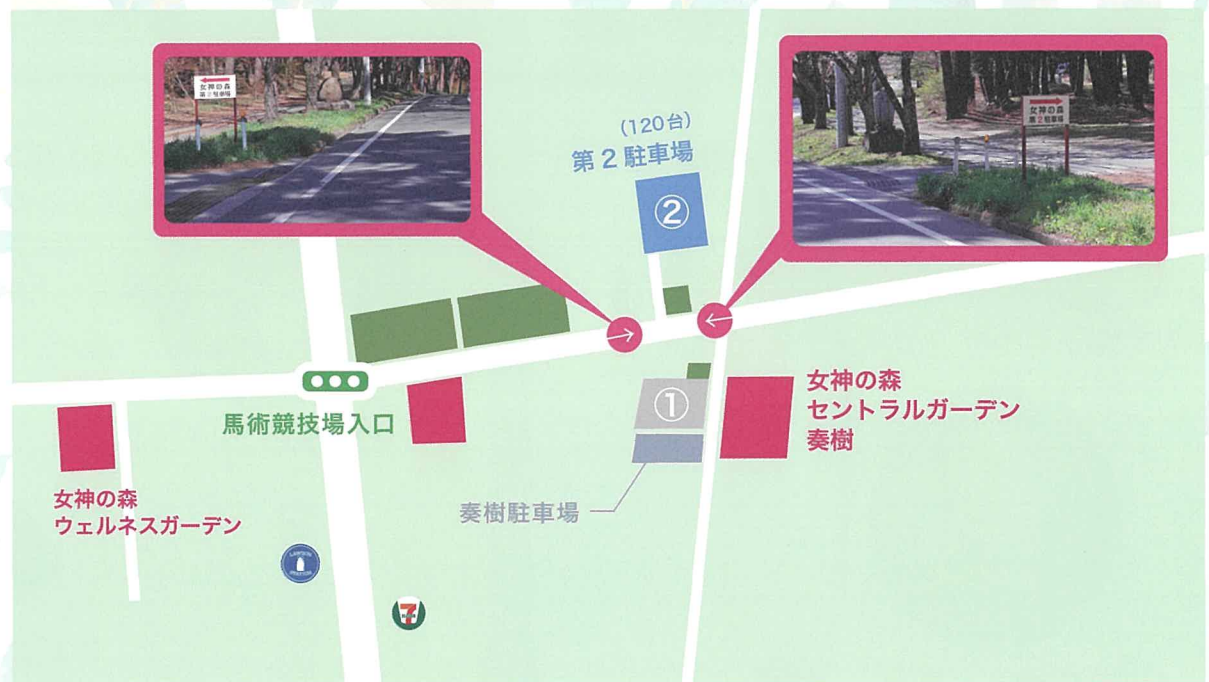 女神の森
第2駐車場
女神の森
第2駐車場
(120台)
第2駐車場
②
①
馬術競技場入口
女神の森
セントラルガーデン
奏樹
女神の森
ウェルネスガーデン
奏樹駐車場
7